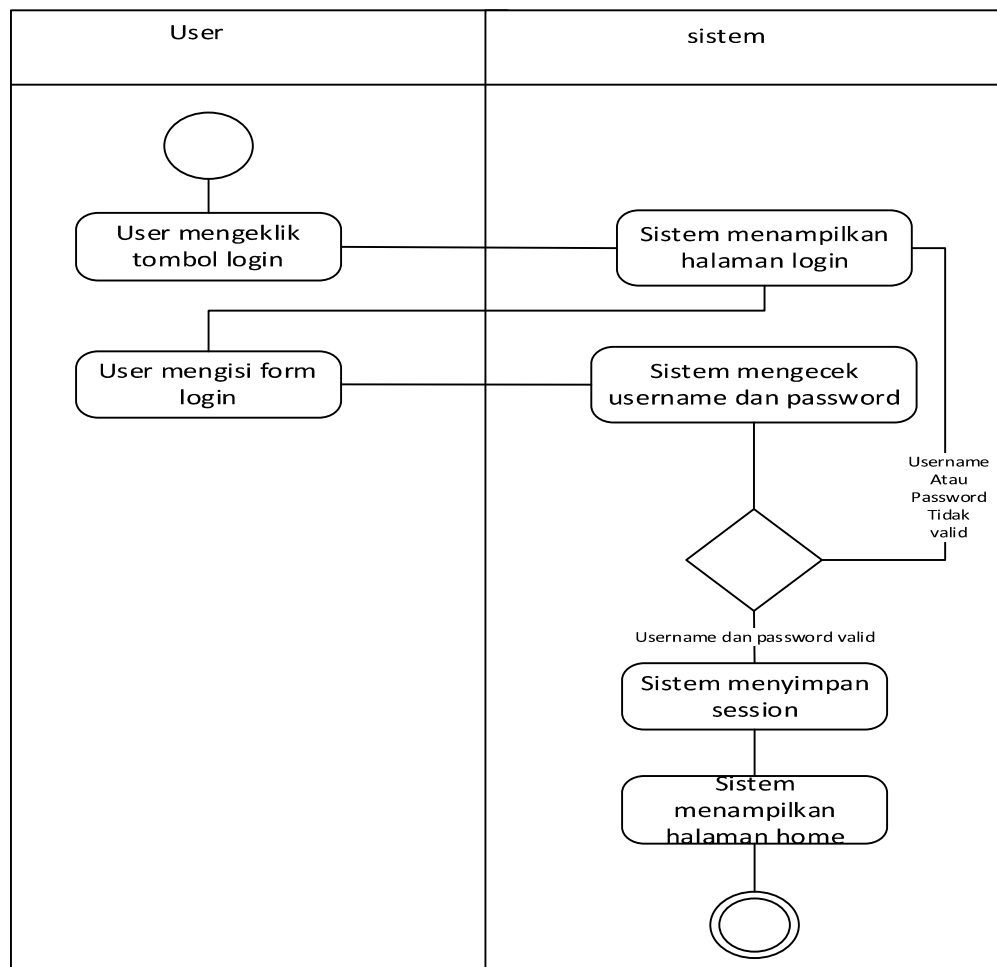 User
sistem
User mengeklik
tombol login
Sistem menampilkan
halaman login
User mengisi form
login
Sistem mengecek
username dan password
Username
Atau
Password
Tidak
valid
Username dan password valid
Sistem menyimpan
session
Sistem
menampilkan
halaman home